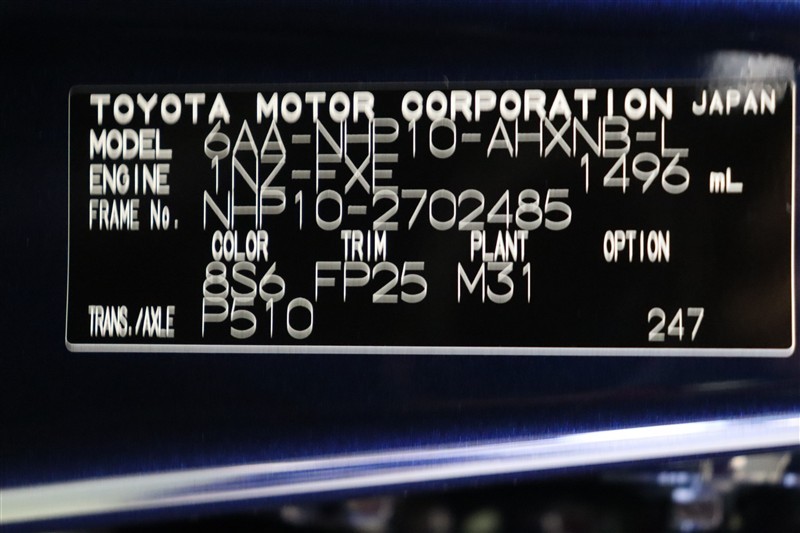 TOYOTA MOTOR CORPORATION JAPAN
MODEL 6AA-NHP10-AHXNB-L
ENGINE 1NZ-FXE 1496 mL
FRAME No. NHP10-2702485
COLOR TRIM PLANT OPTION
8S6 FP25 M31
TRANS./AXLE P510 247